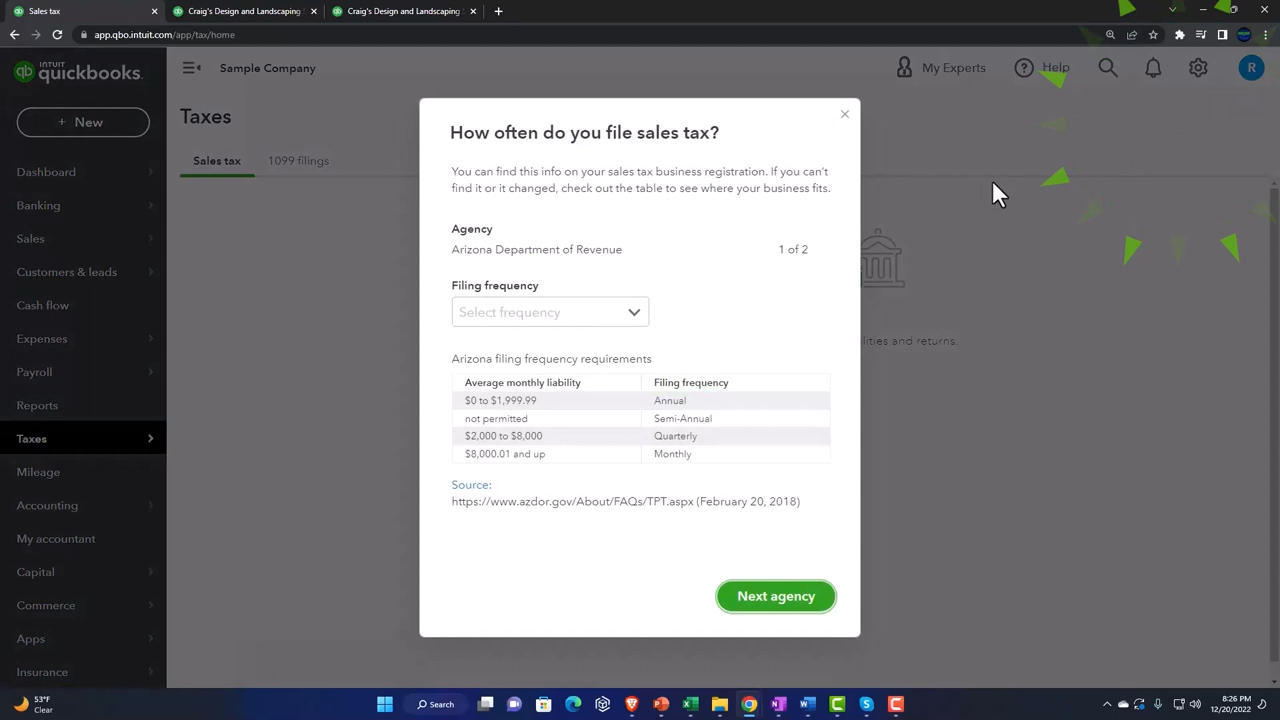 Sales tax
Craig's Design and Landscaping
Craig's Design and Landscaping
app.qbo.intuit.com/app/tax/home
INTUIT
quickbooks.
Sample Company
My Experts
Help
R
+ New
Dashboard
Banking
Sales
Customers & leads
Cash flow
Expenses
Payroll
Reports
Taxes
Mileage
Accounting
My accountant
Capital
Commerce
Apps
Insurance
Taxes
Sales tax
1099 filings
ilities and returns.
How often do you file sales tax?
You can find this info on your sales tax business registration. If you can't
find it or it changed, check out the table to see where your business fits.
Agency
Arizona Department of Revenue 1 of 2
Filing frequency
Select frequency
Arizona filing frequency requirements
Average monthly liability Filing frequency
$0 to $1,999.99 Annual
not permitted Semi-Annual
$2,000 to $8,000 Quarterly
$8,000.01 and up Monthly
Source:
https://www.azdor.gov/About/FAQs/TPT.aspx (February 20, 2018)
Next agency
53°F
Clear
Search
8:26 PM
12/20/2022